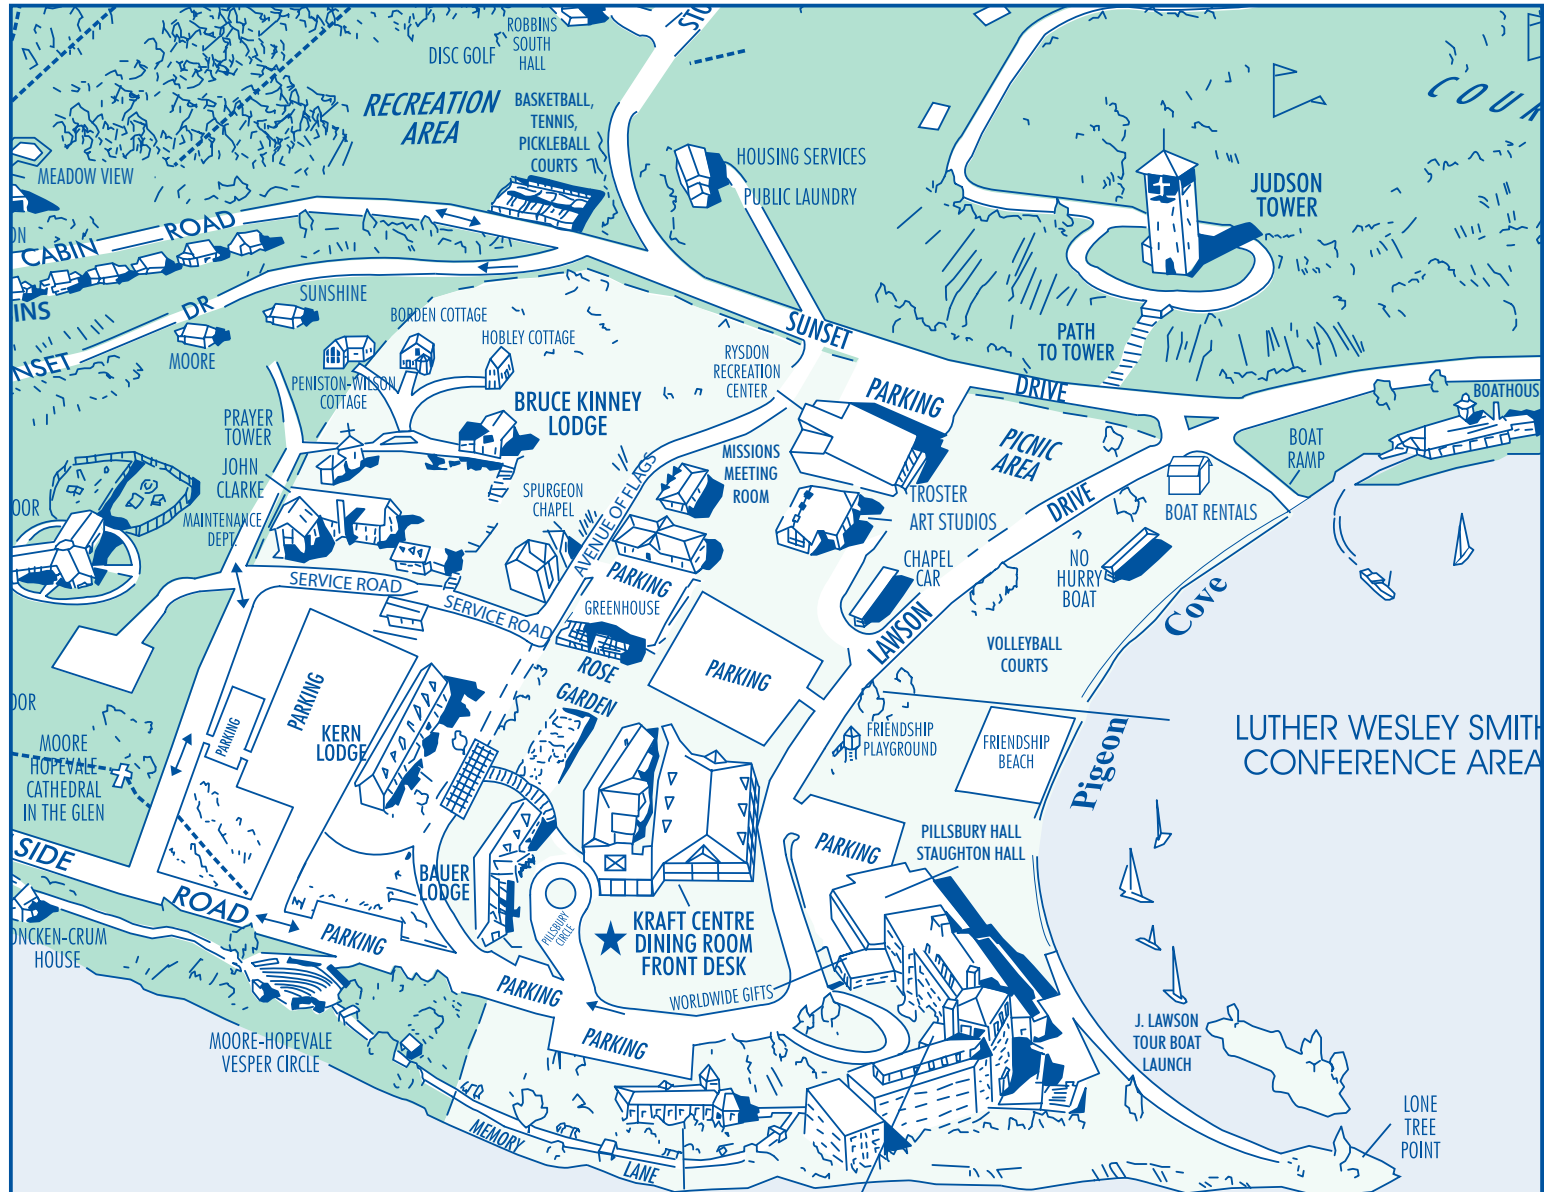 ROBBINS
SOUTH
HALL
DISC GOLF
RECREATION
AREA
BASKETBALL,
TENNIS,
PICKLEBALL
COURTS
HOUSING SERVICES
PUBLIC LAUNDRY
JUDSON
TOWER
MEADOW VIEW
CABIN ROAD
SUNSHINE
DR
MOORE
BORDEN COTTAGE
HOBLEY COTTAGE
PENISTON-WILSON
COTTAGE
SUNSET
DRIVE
PATH
TO TOWER
RYSDON
RECREATION
CENTER
PARKING
BRUCE KINNEY
LODGE
PRAYER
TOWER
JOHN
CLARKE
MAINTENANCE
DEPT.
SPURGEON
CHAPEL
AVENUE OF FLAGS
MISSIONS
MEETING
ROOM
PICNIC
AREA
TROSTER
ART STUDIOS
BOAT
RAMP
BOAT RENTALS
LAWSON
DRIVE
CHAPEL
CAR
NO
HURRY
BOAT
SERVICE ROAD
SERVICE ROAD
PARKING
GREENHOUSE
ROSE
GARDEN
PARKING
VOLLEYBALL
COURTS
Pigeon
Cove
PARKING
PARKING
KERN
LODGE
FRIENDSHIP
PLAYGROUND
FRIENDSHIP
BEACH
LUTHER WESLEY SMITH
CONFERENCE AREA
MOORE
HOPEVALE
CATHEDRAL
IN THE GLEN
PILLSBURY HALL
STAUGHTON HALL
PARKING
BAUER
LODGE
SIDE
ROAD
PARKING
PILLSBURY
CIRCLE
KRAFT CENTRE
DINING ROOM
FRONT DESK
HOUSE
PARKING
WORLDWIDE GIFTS
PARKING
MOORE-HOPEVALE
VESPER CIRCLE
J. LAWSON
TOUR BOAT
LAUNCH
MEMORY
LANE
LONE
TREE
POINT